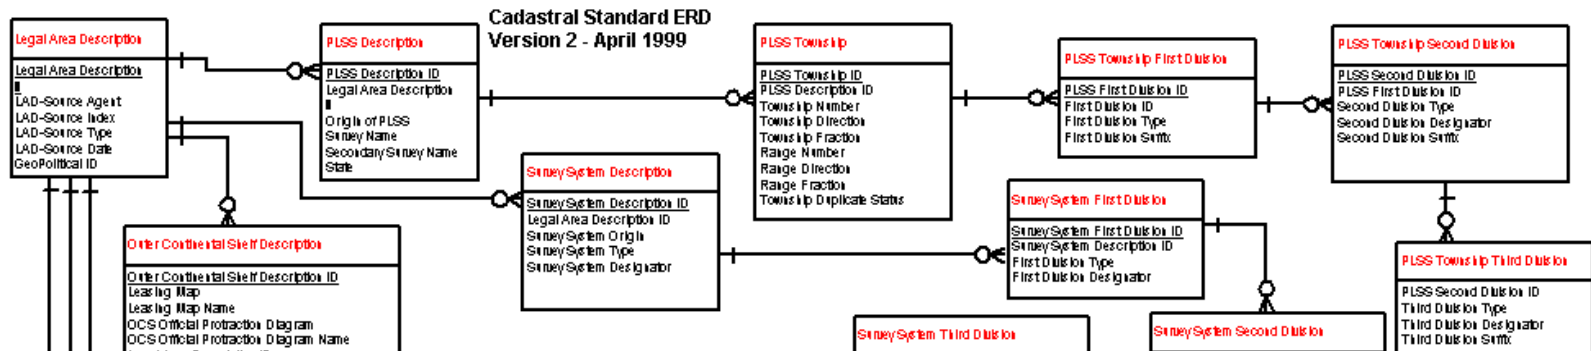 Cadastral Standard ERD
Version 2 - April 1999
Legal Area Description
Legal Area Description
LAD-Source Agent
LAD-Source Index
LAD-Source Type
LAD-Source Date
GeoPolitical ID
PLSS Description
PLSS Description ID
Legal Area Description
Origin of PLSS
Survey Name
Secondary Survey Name
State
PLSS Township
PLSS Township ID
PLSS Description ID
Township Number
Township Direction
Township Fraction
Range Number
Range Direction
Range Fraction
Township Duplicate Status
PLSS Township First Division
PLSS First Division ID
First Division ID
First Division Type
First Division Suffix
PLSS Township Second Division
PLSS Second Division ID
PLSS First Division ID
Second Division Type
Second Division Designator
Second Division Suffix
Survey System Description
Survey System Description ID
Legal Area Description ID
Survey System Origin
Survey System Type
Survey System Designator
Survey System First Division
Survey System First Division ID
Survey System Description ID
First Division Type
First Division Designator
Outer Continental Shelf Description
Outer Continental Shelf Description ID
Leasing Map
Leasing Map Name
OCS Official Protraction Diagram
OCS Official Protraction Diagram Name
PLSS Township Third Division
PLSS Second Division ID
Third Division Type
Third Division Designator
Third Division Suffix
Survey System Third Division
Survey System Second Division